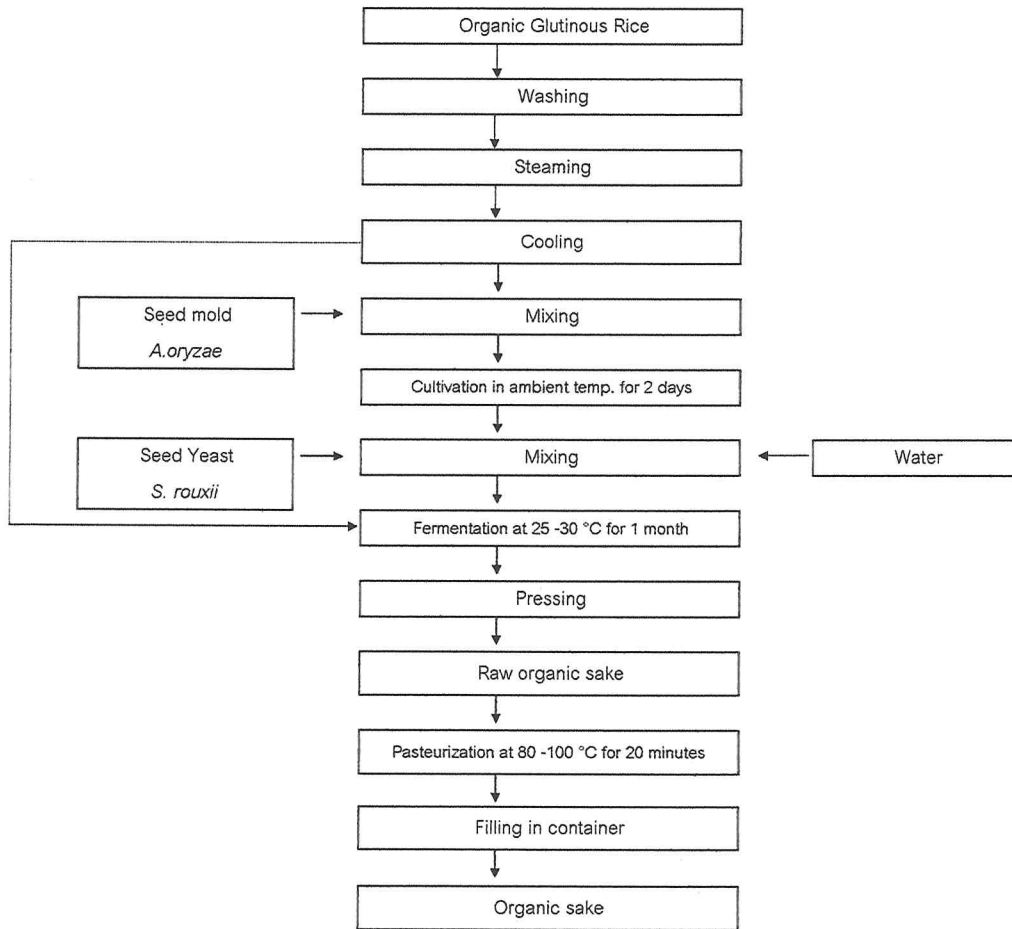 Organic Glutinous Rice
Washing
Steaming
Cooling
Seed mold
A.oryzae
Mixing
Cultivation in ambient temp. for 2 days
Seed Yeast
S. rouxii
Mixing
Water
Fermentation at 25 -30 °C for 1 month
Pressing
Raw organic sake
Pasteurization at 80 -100 °C for 20 minutes
Filling in container
Organic sake